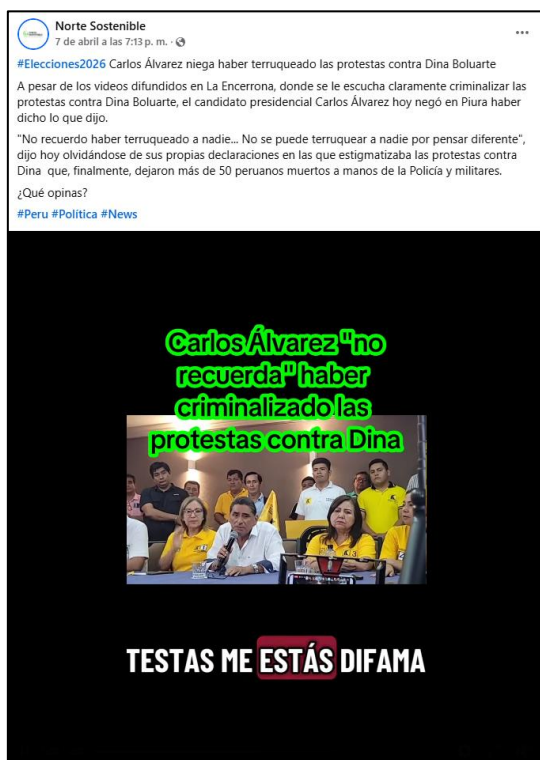 Norte Sostenible
7 de abril a las 7:13 p. m. ·
#Elecciones2026 Carlos Álvarez niega haber terruqueado las protestas contra Dina Boluarte
A pesar de los videos difundidos en La Encerrona, donde se le escucha claramente criminalizar las
protestas contra Dina Boluarte, el candidato presidencial Carlos Álvarez hoy negó en Piura haber
dicho lo que dijo.
"No recuerdo haber terruqueado a nadie... No se puede terruquear a nadie por pensar diferente",
dijo hoy olvidándose de sus propias declaraciones en las que estigmatizaba las protestas contra
Dina que, finalmente, dejaron más de 50 peruanos muertos a manos de la Policía y militares.
¿Qué opinas?
#Peru #Política #News
Carlos Álvarez "no
recuerda" haber
criminalizado las
protestas contra Dina
TESTAS ME ESTÁS DIFAMA